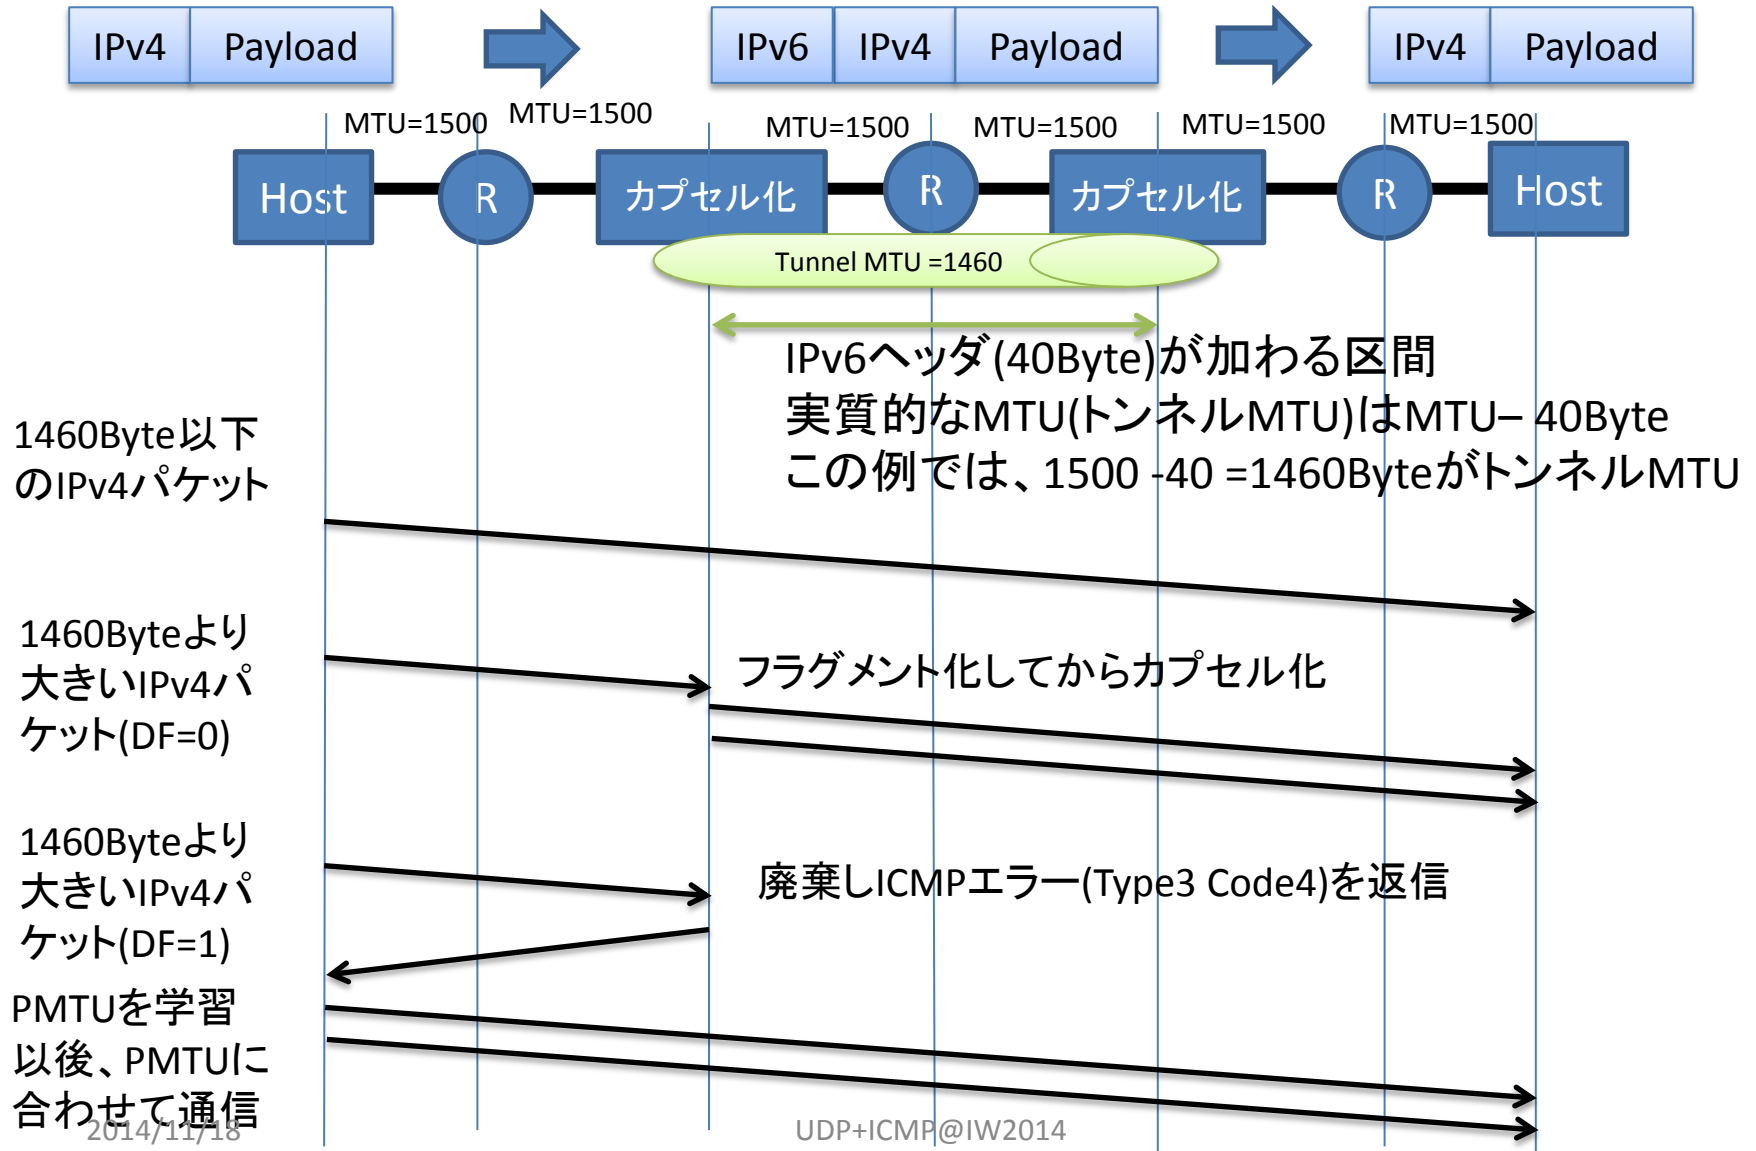 IPv4 Payload
IPv6 IPv4 Payload
IPv4 Payload
MTU=1500
MTU=1500
MTU=1500
MTU=1500
MTU=1500
MTU=1500
Host
R
カプセル化
R
カプセル化
R
Host
Tunnel MTU =1460
IPv6ヘッダ(40Byte)が加わる区間
実質的なMTU(トンネルMTU)はMTU– 40Byte
この例では、1500 -40 =1460ByteがトンネルMTU
1460Byte以下
のIPv4パケット
1460Byteより
大きいIPv4パ
ケット(DF=0)
フラグメント化してからカプセル化
1460Byteより
大きいIPv4パ
ケット(DF=1)
廃棄しICMPエラー(Type3 Code4)を返信
PMTUを学習
以後、PMTUに
合わせて通信
2014/11/18
UDP+ICMP@IW2014